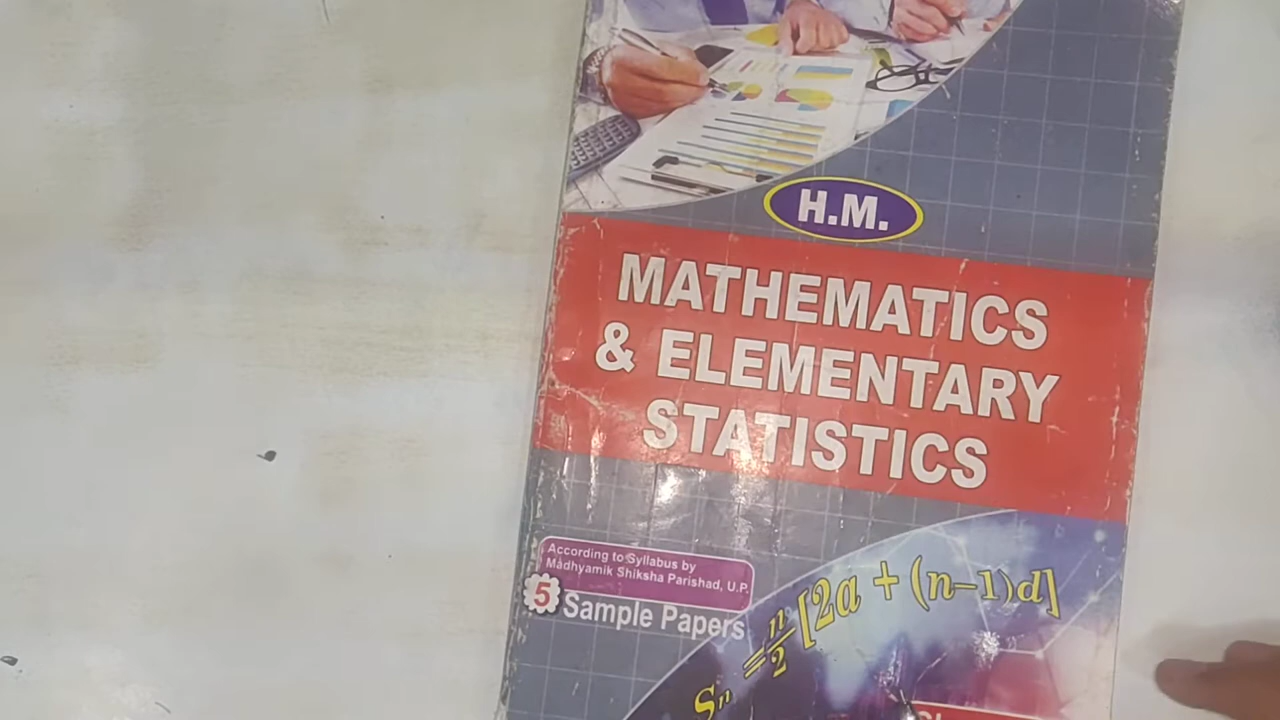 H.M.
MATHEMATICS
& ELEMENTARY
STATISTICS
According to Syllabus by
Madhyamik Shiksha Parishad, U.P.
5 Sample Papers
Sn = n/2 [2a + (n-1)d]